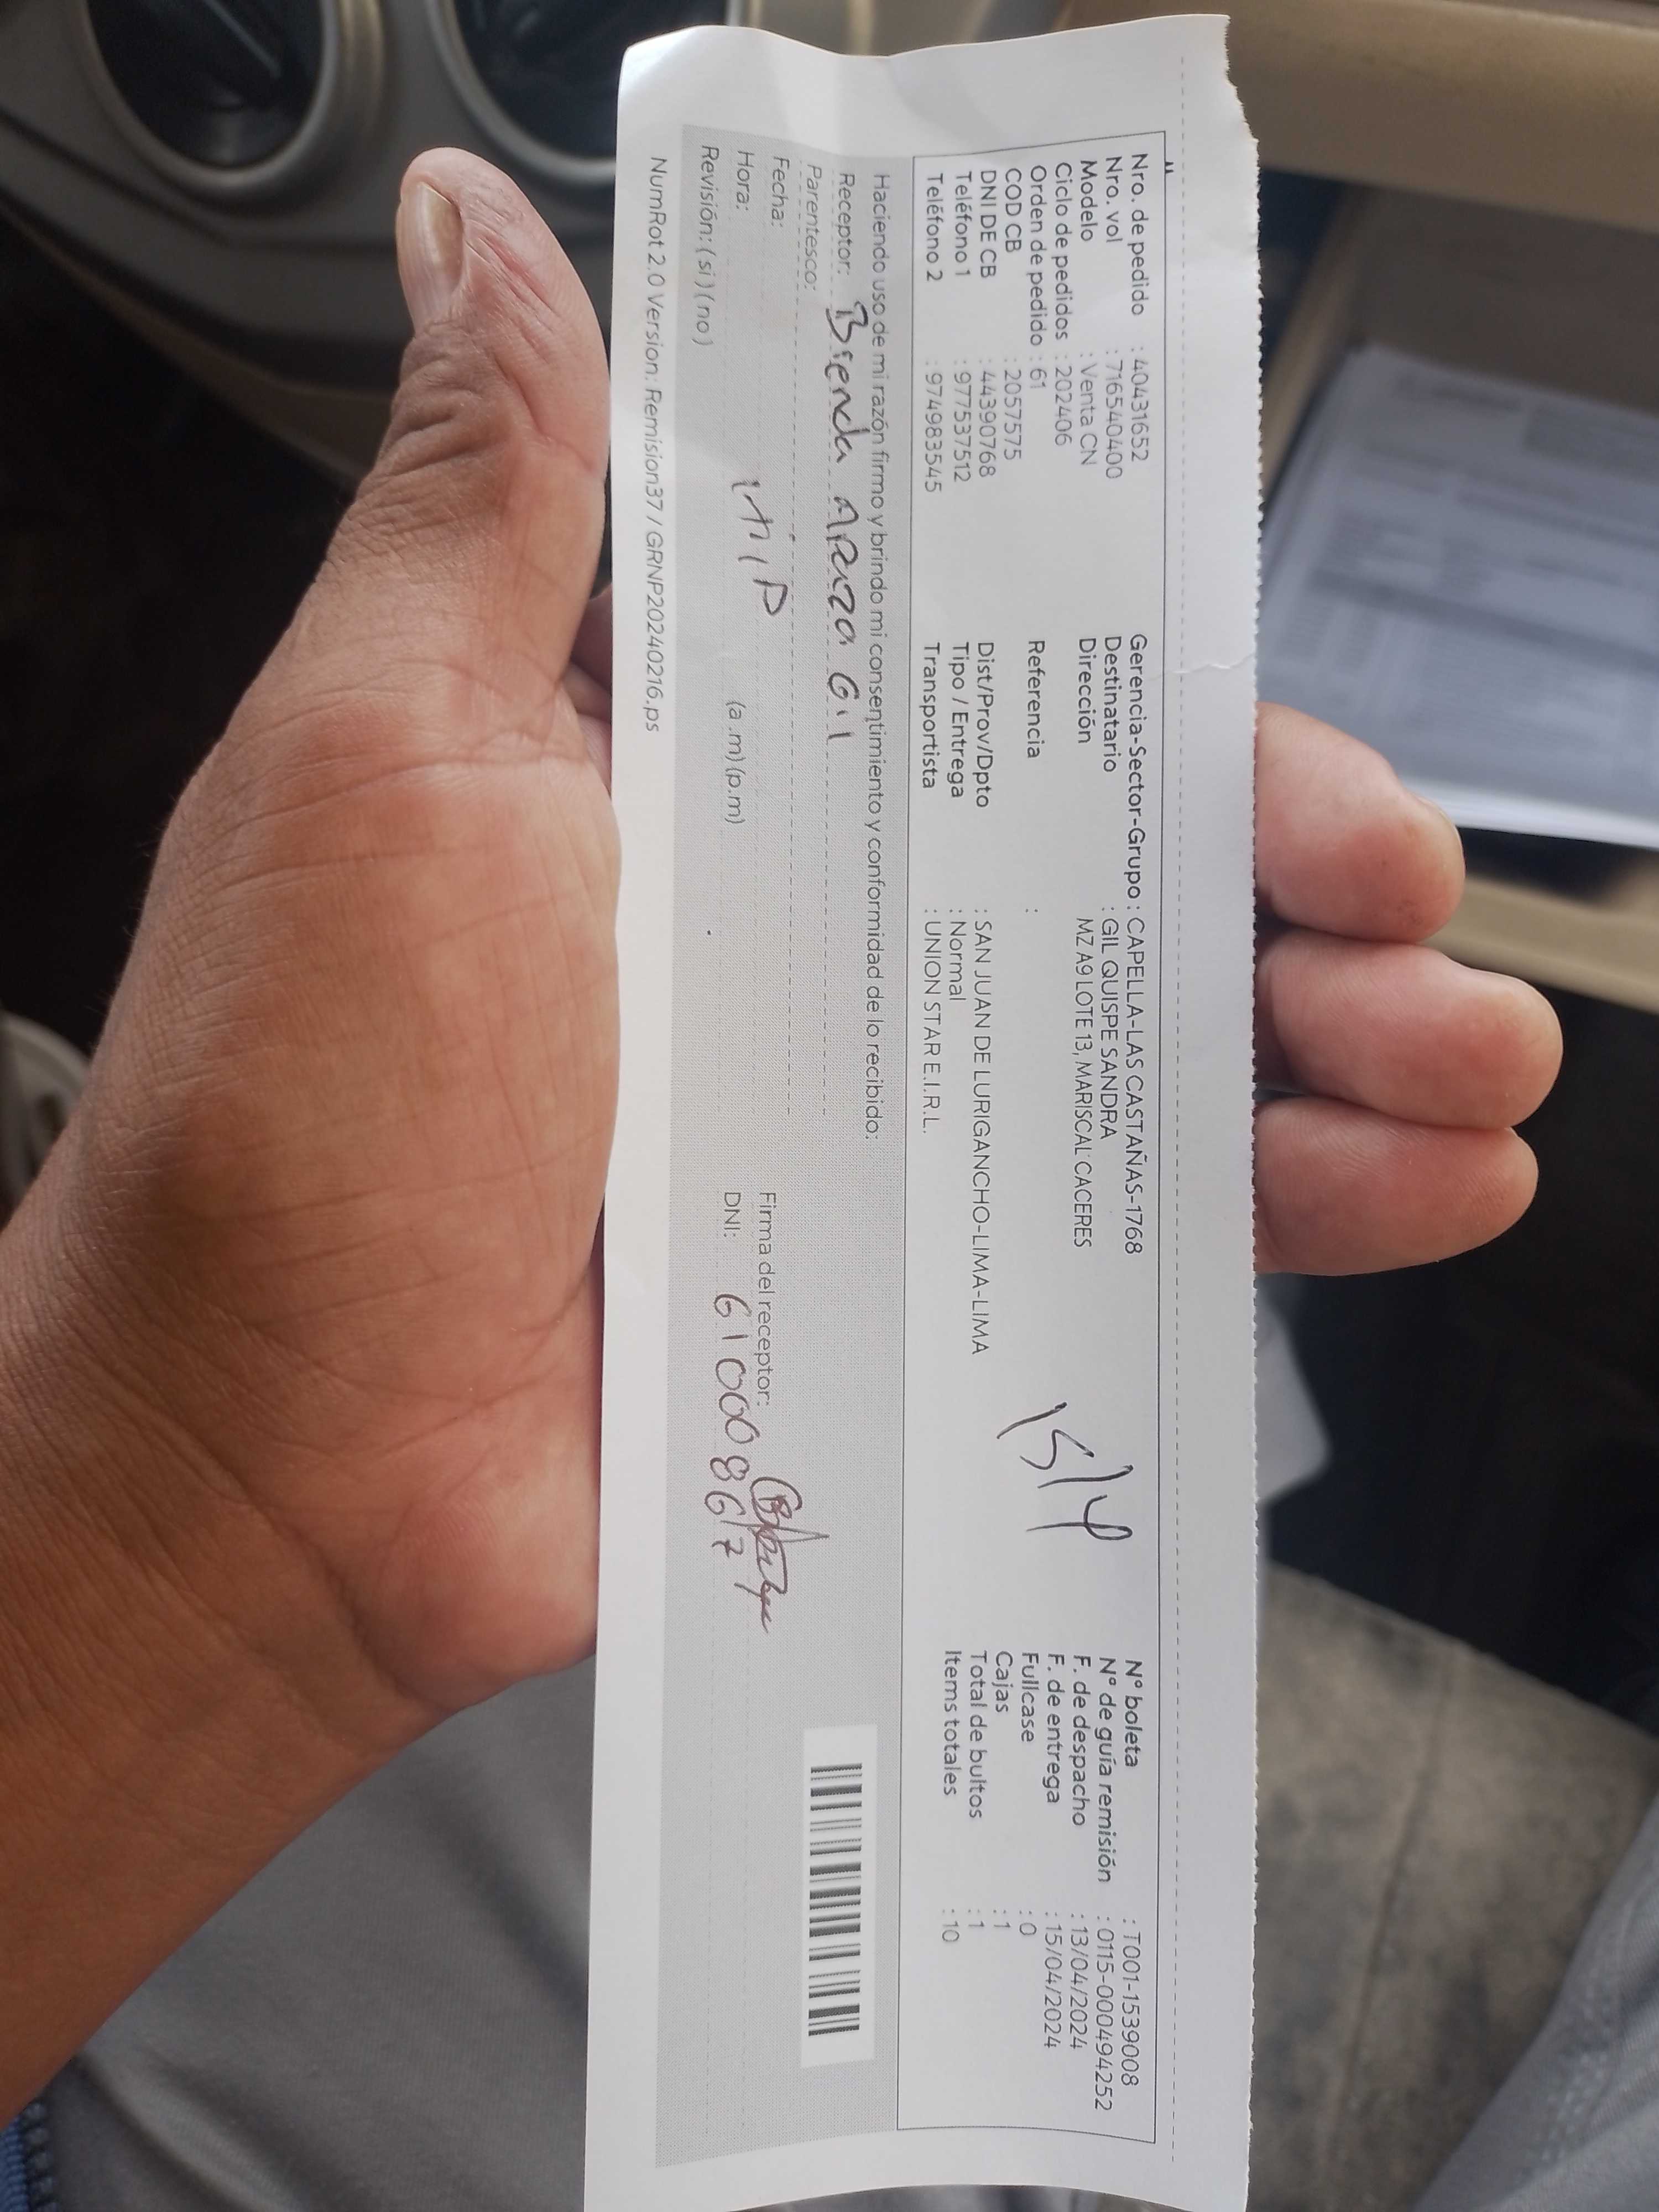 Nro. de pedido : 40431652
Nro. vol : 716540400
Modelo : Venta CN
Ciclo de pedidos : 202406
Orden de pedido : 61
COD CB : 2057575
DNI DE CB : 44390768
Teléfono 1 : 977537512
Teléfono 2 : 974983545
Gerencia-Sector-Grupo : CAPELLA-LAS CASTAÑAS-1768
Destinatario : GIL QUISPE SANDRA
Dirección MZ A9 LOTE 13, MARISCAL CACERES
Referencia :
Dist/Prov/Dpto : SAN JUAN DE LURIGANCHO-LIMA-LIMA
Tipo / Entrega : Normal
Transportista : UNION STAR E.I.R.L.
15/4
N° boleta : T001-1539008
N° de guía remisión : 0115-000494252
F. de despacho : 13/04/2024
F. de entrega : 15/04/2024
Fullcase : 0
Cajas : 1
Total de bultos : 1
Items totales : 10
Haciendo uso de mi razón firmo y brindo mi consentimiento y conformidad de lo recibido:
Receptor: Brenda Arazo Gil
Parentesco:
Fecha:
Hora: (a.m) (p.m)
Revisión: (si) (no)
Firma del receptor:
DNI: 61000867
NumRot 2.0 Version: Remision37 / GRNP20240216.ps